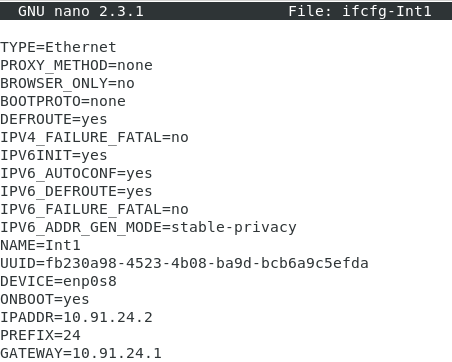 GNU nano 2.3.1 File: ifcfg-Int1
TYPE=Ethernet
PROXY_METHOD=none
BROWSER_ONLY=no
BOOTPROTO=none
DEFROUTE=yes
IPV4_FAILURE_FATAL=no
IPV6INIT=yes
IPV6_AUTOCONF=yes
IPV6_DEFROUTE=yes
IPV6_FAILURE_FATAL=no
IPV6_ADDR_GEN_MODE=stable-privacy
NAME=Int1
UUID=fb230a98-4523-4b08-ba9d-bcb6a9c5efda
DEVICE=enp0s8
ONBOOT=yes
IPADDR=10.91.24.2
PREFIX=24
GATEWAY=10.91.24.1